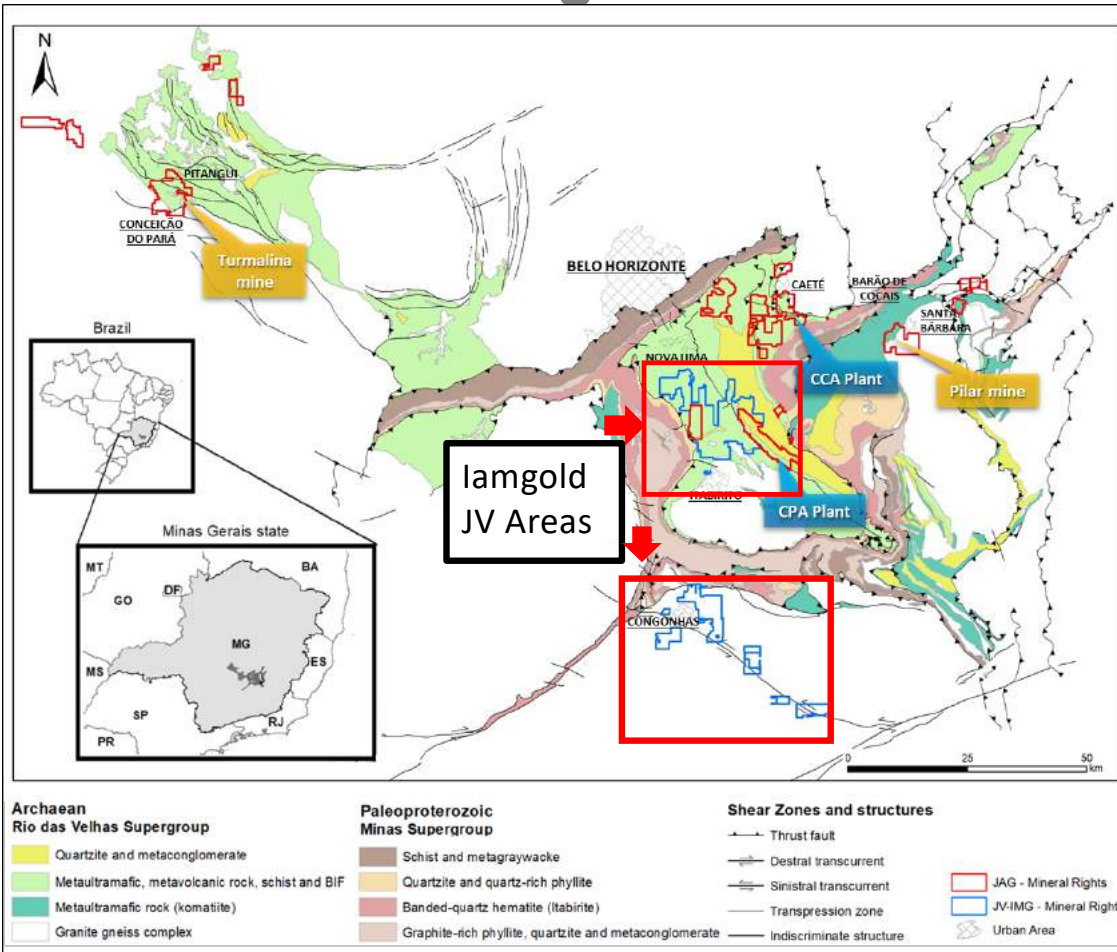 N
PITANGUI
CONCEIÇÃO
DO PARÁ
Turmalina
mine
BELO HORIZONTE
CAETÉ
BARÃO DE
COCAIS
SANTA
BÁRBARA
NOVA LIMA
CCA Plant
Pilar mine
Brazil
Iamgold
JV Areas
ITABIRITO
CPA Plant
Minas Gerais state
MT
DF
BA
GO
MG
MS
ES
SP
RJ
PR
CONGONHAS
0 25 50
km
Archaean
Rio das Velhas Supergroup
Quartzite and metaconglomerate
Metaultramafic, metavolcanic rock, schist and BIF
Metaultramafic rock (komatiite)
Granite gneiss complex
Paleoproterozoic
Minas Supergroup
Schist and metagraywacke
Quartzite and quartz-rich phyllite
Banded-quartz hematite (Itabirite)
Graphite-rich phyllite, quartzite and metaconglomerate
Shear Zones and structures
Thrust fault
Destral transcurrent
Sinistral transcurrent
Transpression zone
Indiscriminate structure
JAG - Mineral Rights
JV-IMG - Mineral Right
Urban Area